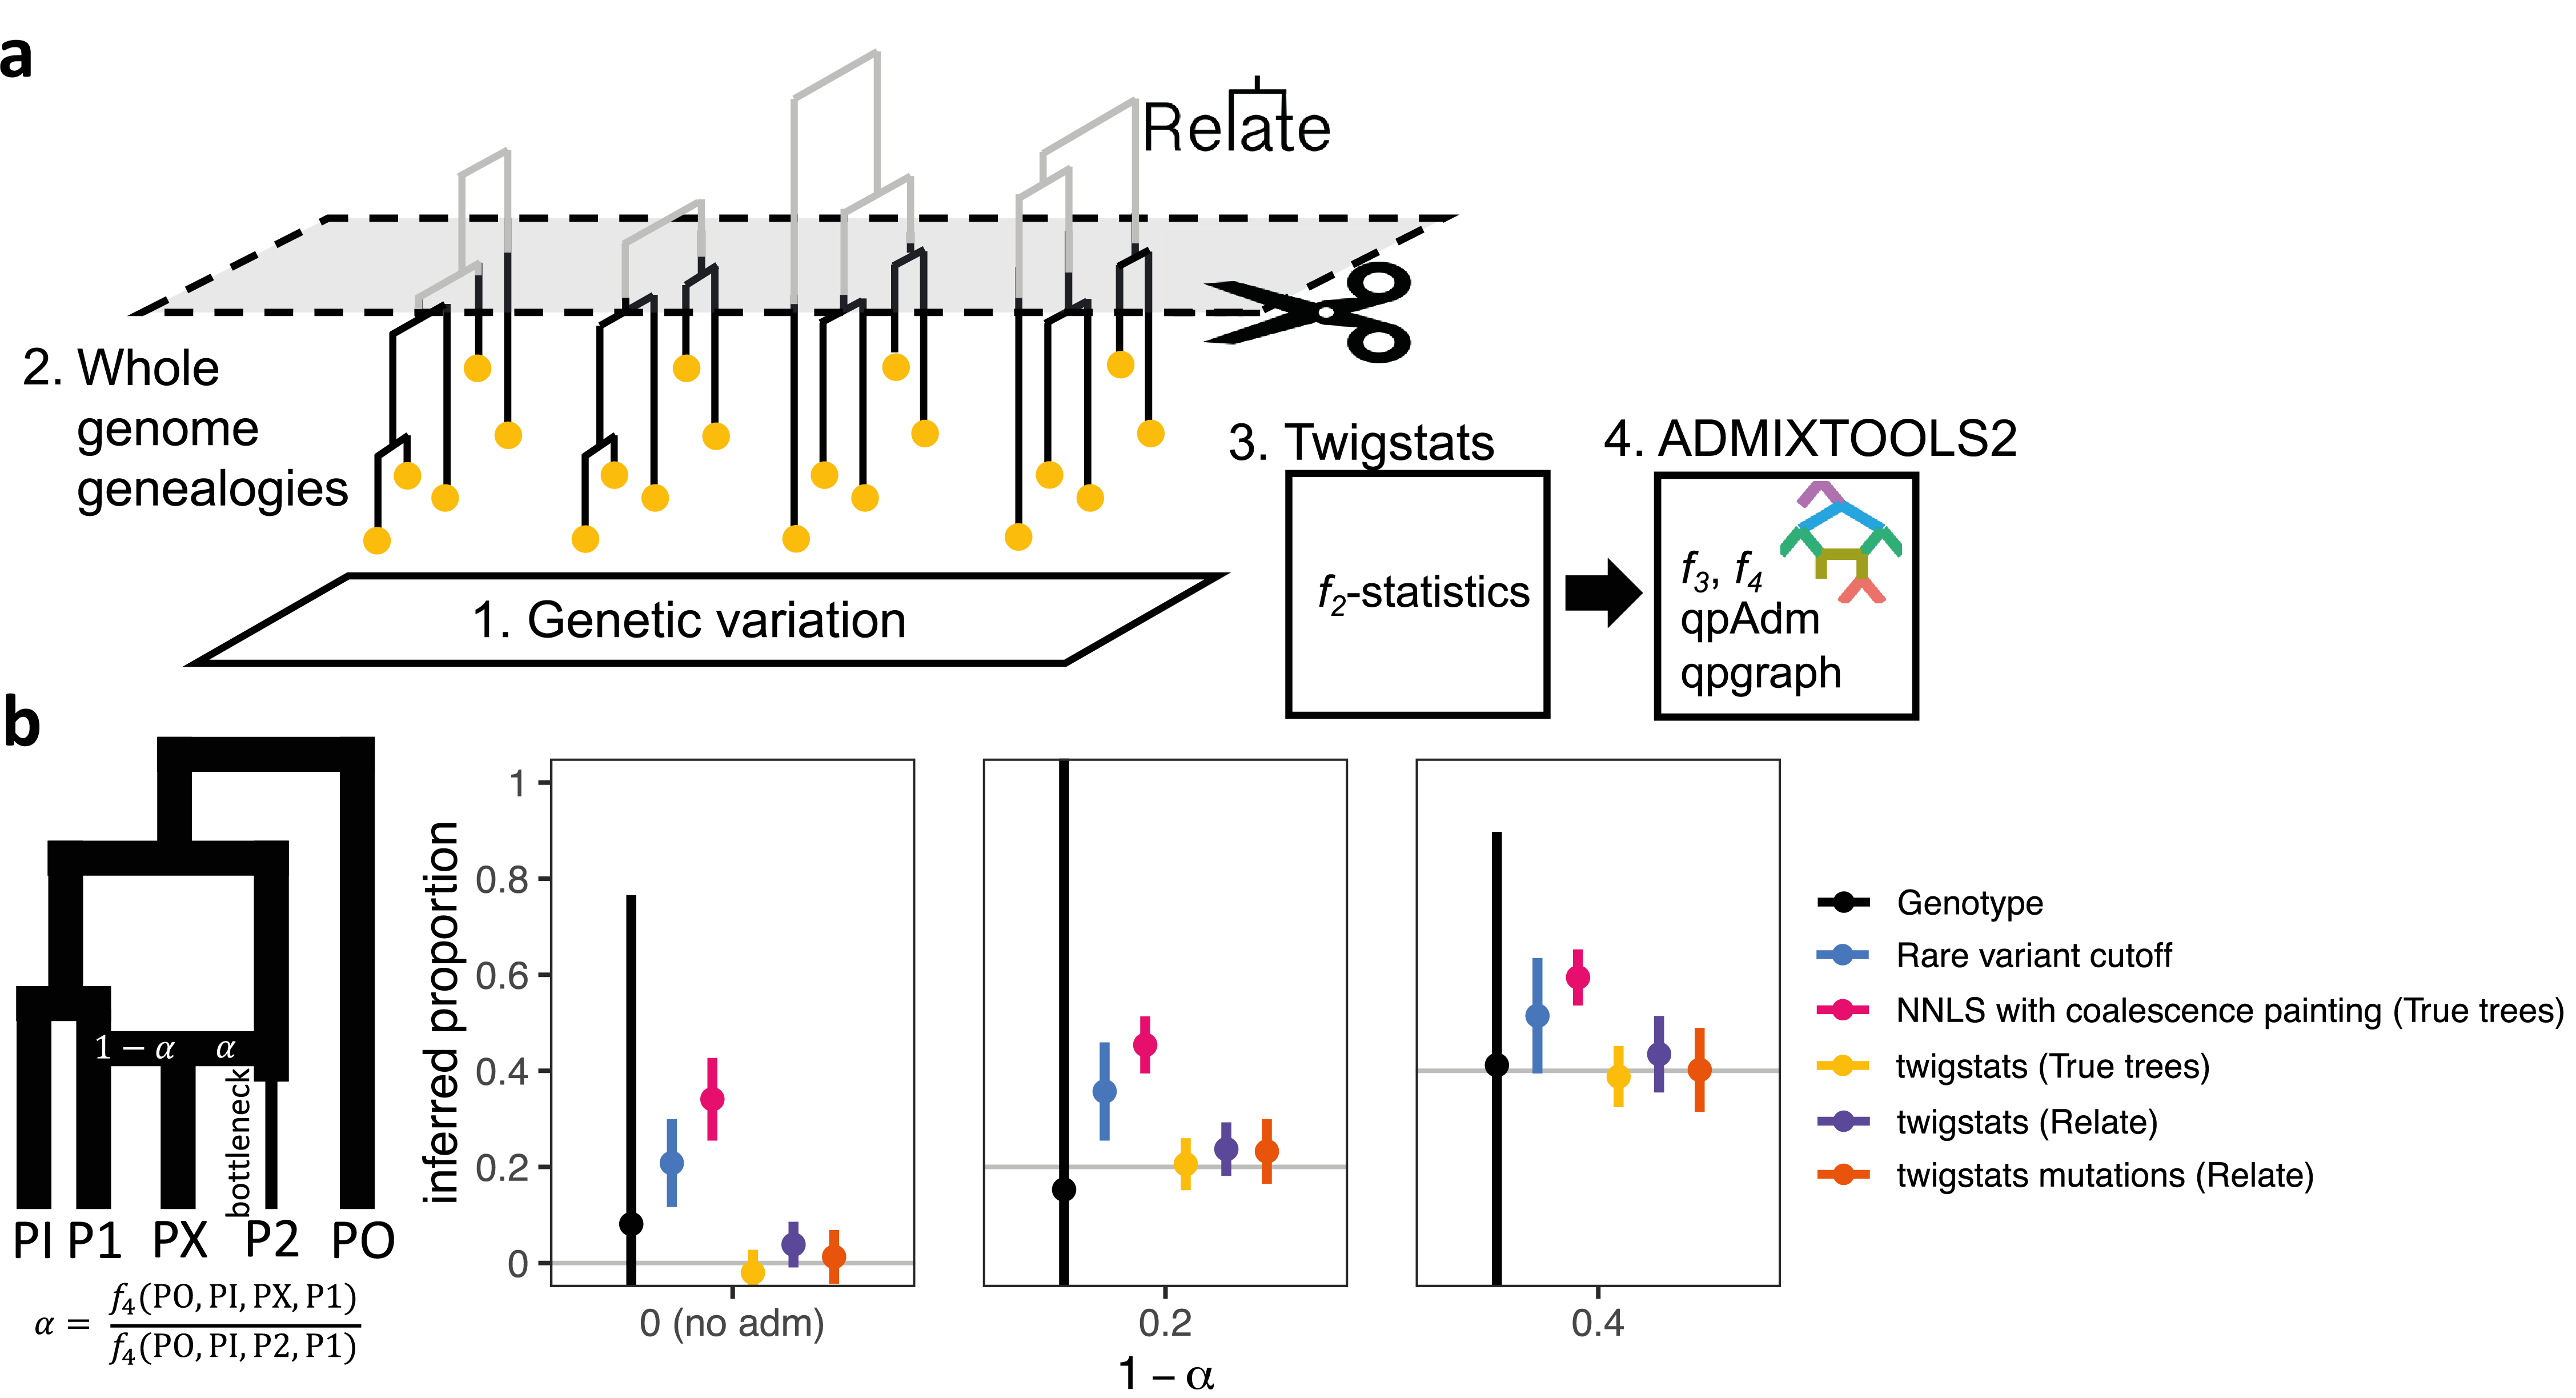 a
Relate
2. Whole
genome
genealogies
1. Genetic variation
3. Twigstats
f2-statistics
4. ADMIXTOOLS2
f3, f4
qpAdm
qpgraph
b
1 − α α
bottleneck
PI P1 PX P2 PO
α = f4(PO, PI, PX, P1)
f4(PO, PI, P2, P1)
inferred proportion
1
0.8
0.6
0.4
0.2
0
0 (no adm)
0.2
0.4
1 − α
Genotype
Rare variant cutoff
NNLS with coalescence painting (True trees)
twigstats (True trees)
twigstats (Relate)
twigstats mutations (Relate)